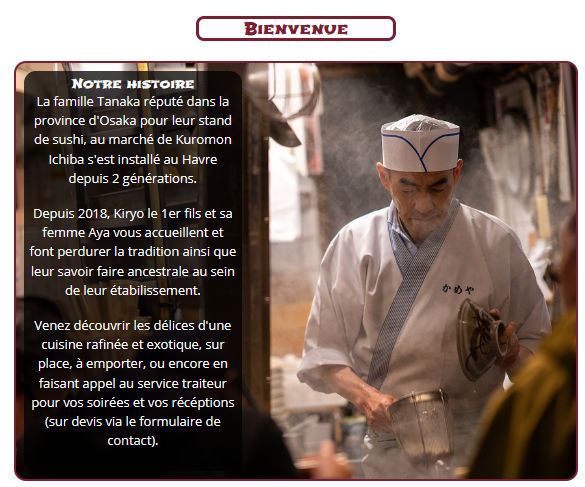 Bienvenue
Notre histoire
La famille Tanaka réputé dans la
province d'Osaka pour leur stand
de sushi, au marché de Kuromon
Ichiba s'est installé au Havre
depuis 2 générations.
Depuis 2018, Kiryo le 1er fils et sa
femme Aya vous accueillent et
font perdurer la tradition ainsi que
leur savoir faire ancestrale au sein
de leur établissement.
Venez découvrir les délices d'une
cuisine rafinée et exotique, sur
place, à emporter, ou encore en
faisant appel au service traiteur
pour vos soirées et vos récéptions
(sur devis via le formulaire de
contact).
かめや